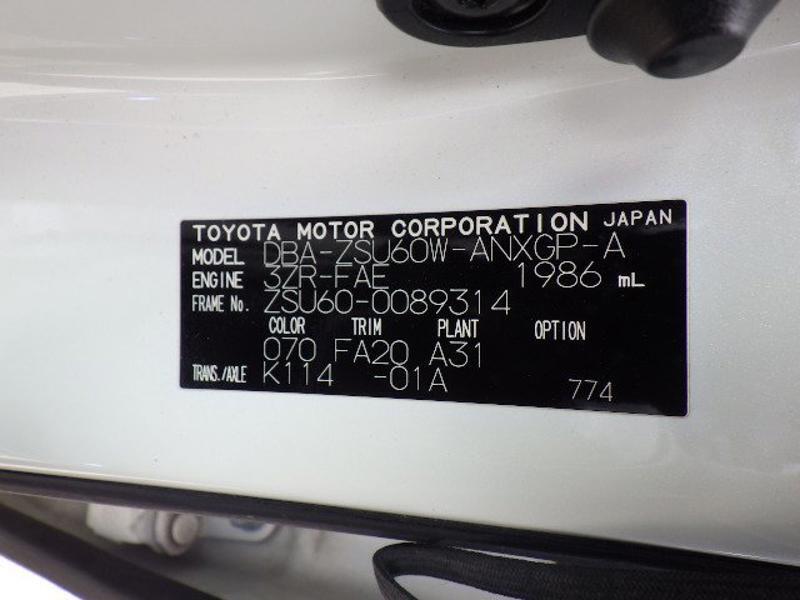 TOYOTA MOTOR CORPORATION JAPAN
MODEL DBA-ZSU60W-ANXGP-A
ENGINE 3ZR-FAE 1986 mL
FRAME No. ZSU60-0089314
COLOR TRIM PLANT OPTION
070 FA20 A31
TRANS./AXLE K114 -01A 774